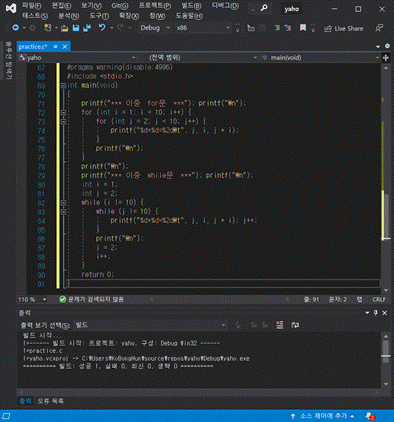 파일(F) 편집(E) 보기(V) Git(G) 프로젝트(P) 빌드(B) 디버그(D) yaho
테스트(S) 분석(N) 도구(T) 확장(X) 창(W) 도움말(H)
Debug x86 Live Share
솔루션 탐색기
practice.c*
yaho (전역 범위) main(void)
67 #pragma warning(disable:4996)
68 #include <stdio.h>
69 int main(void)
70 {
71 printf("*** 이중 for문 ***"); printf("\n");
72 for (int i = 1; i < 10; i++) {
73 for (int j = 2; j < 10; j++) {
74 printf("%d*%d=%2d\t", j, i, j * i);
75 }
76 printf("\n");
77 }
78 printf("\n");
79 printf("*** 이중 while문 ***"); printf("\n");
80 int i = 1;
81 int j = 2;
82 while (i != 10) {
83 while (j != 10) {
84 printf("%d*%d=%2d\t", j, i, j * i); j++;
85 }
86 printf("\n");
87 j = 2;
88 i++;
89 }
90 return 0;
91 }
110 % 문제가 검색되지 않음 줄: 91 문자: 2 탭 CRLF
출력
출력 보기 선택(S): 빌드
빌드 시작...
1>------ 빌드 시작: 프로젝트: yaho, 구성: Debug Win32 ------
1>practice.c
1>yaho.vcxproj -> C:\Users\KoBongHun\source\repos\yaho\Debug\yaho.exe
========== 빌드: 성공 1, 실패 0, 최신 0, 생략 0 ==========
출력 오류 목록
소스 제어에 추가 2